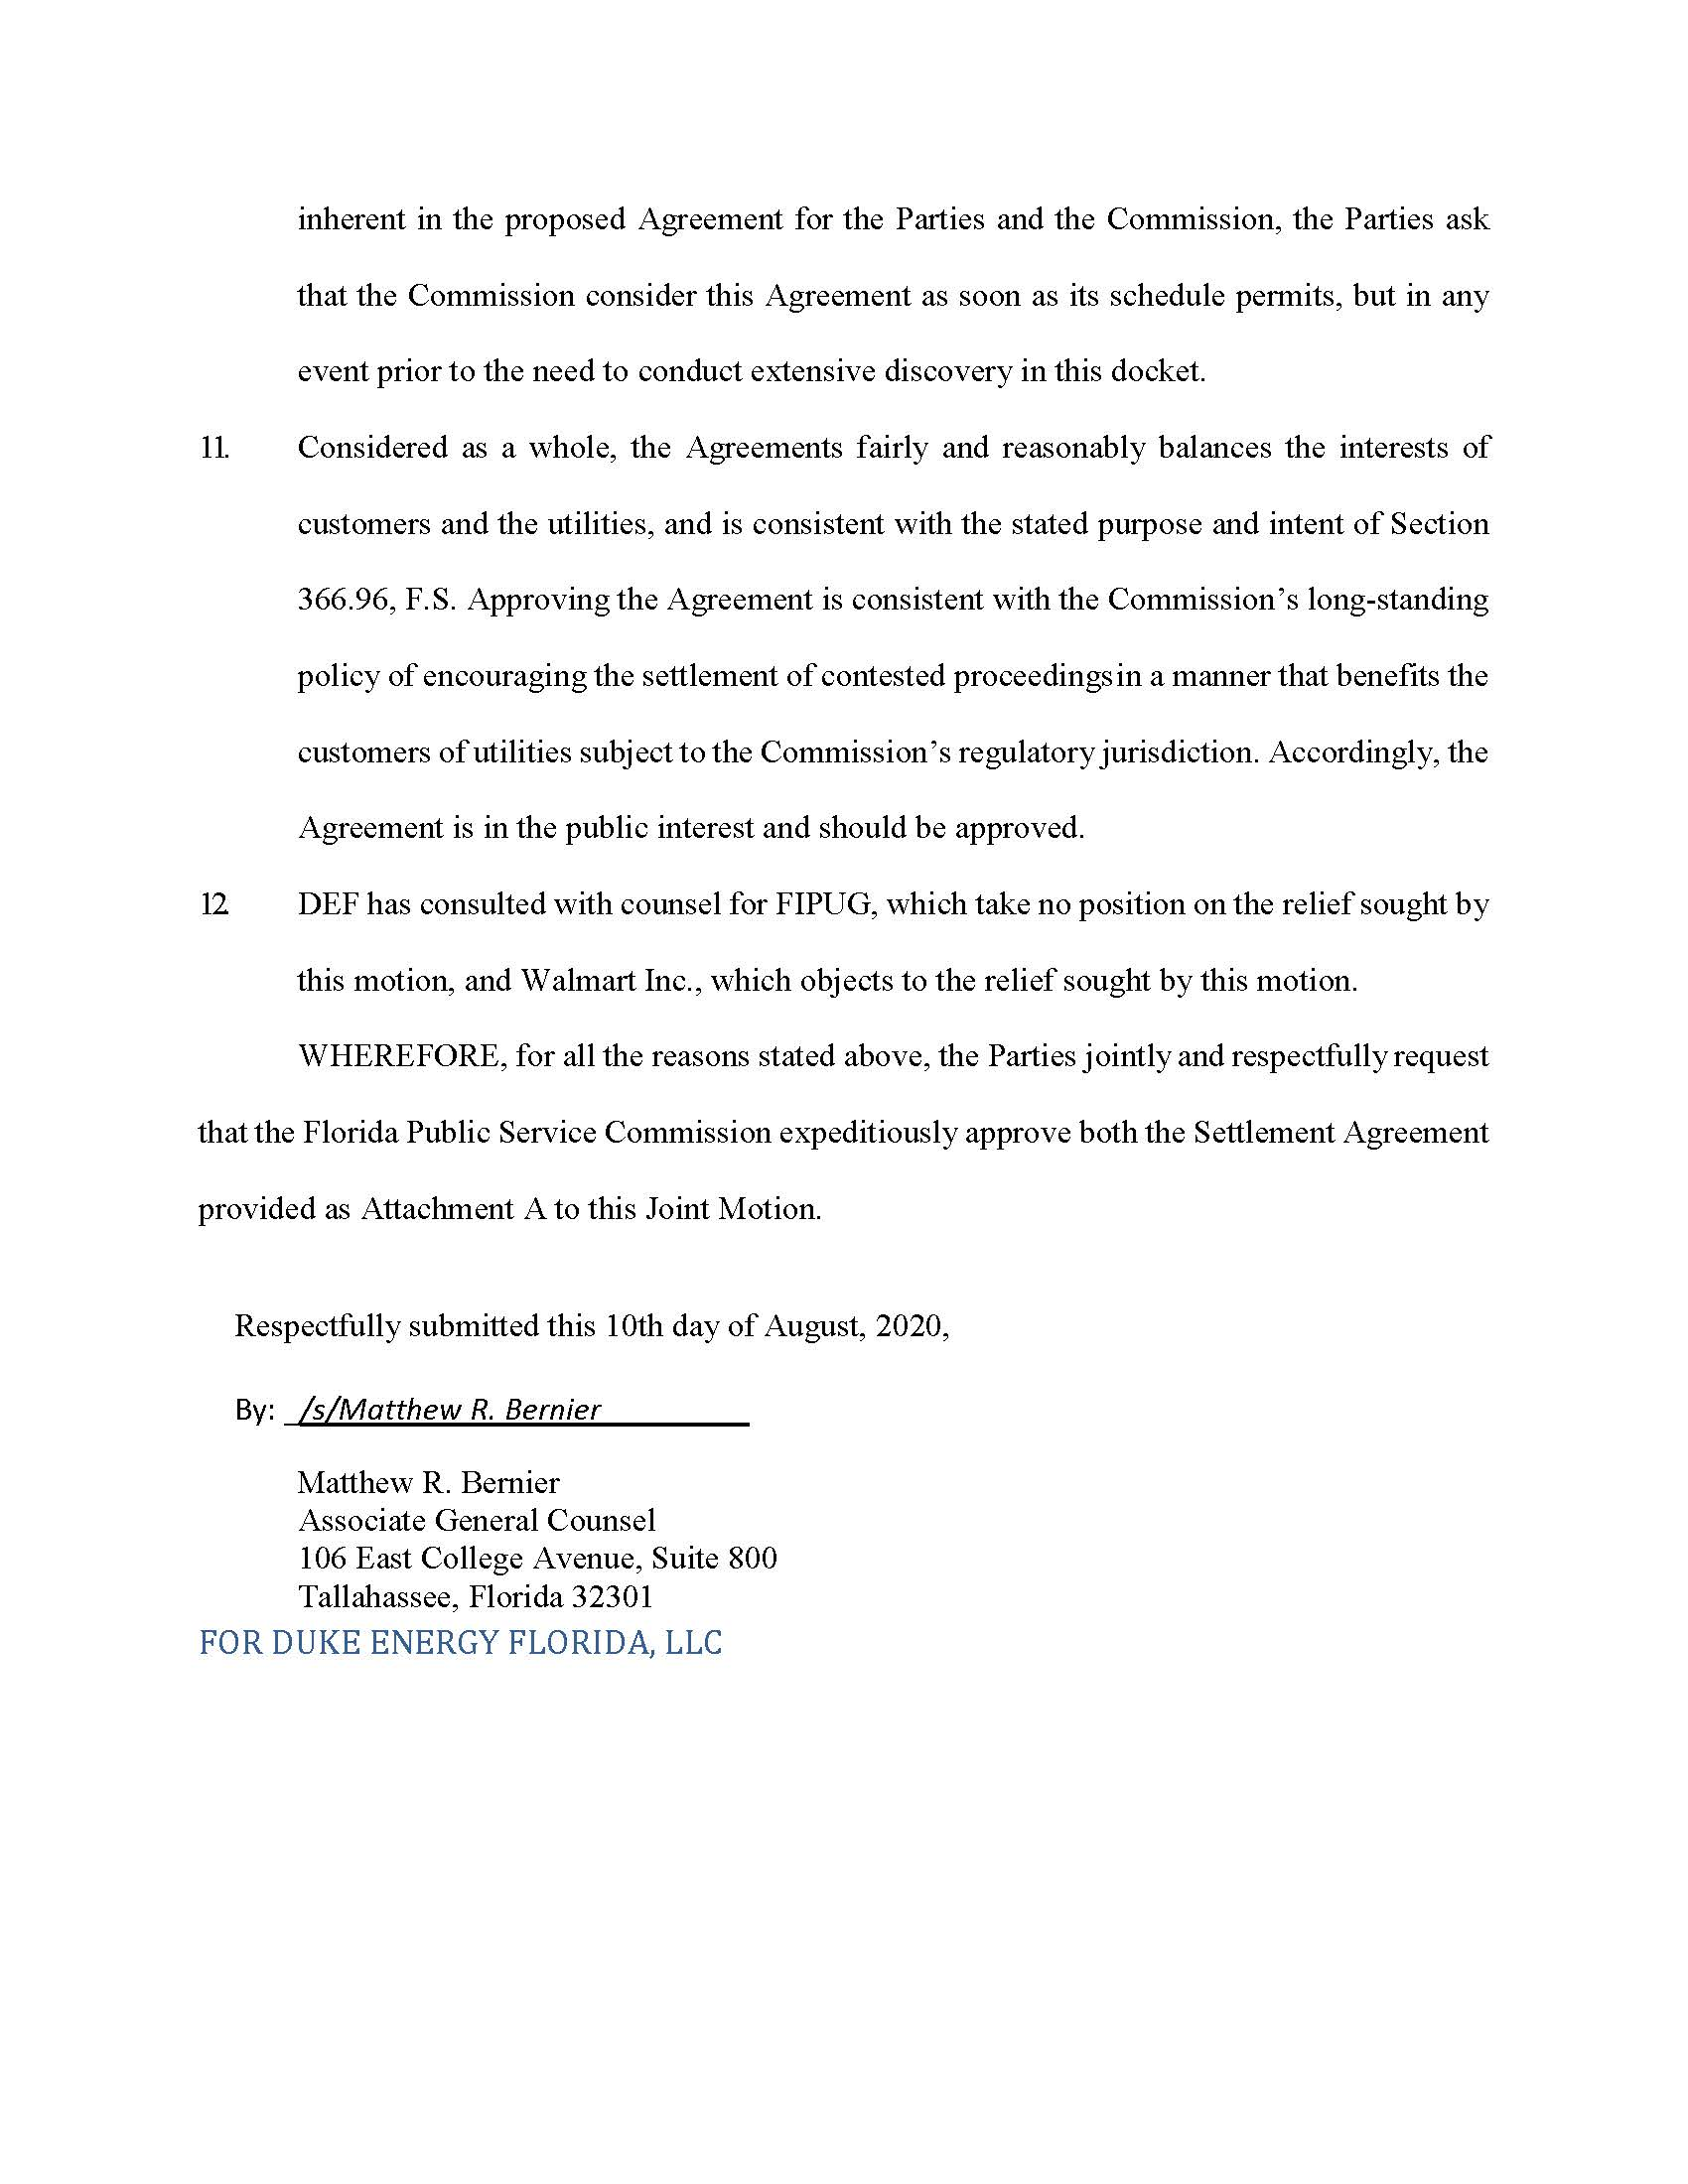 inherent in the proposed Agreement for the Parties and the Commission, the Parties ask
that the Commission consider this Agreement as soon as its schedule permits, but in any
event prior to the need to conduct extensive discovery in this docket.
11. Considered as a whole, the Agreements fairly and reasonably balances the interests of
customers and the utilities, and is consistent with the stated purpose and intent of Section
366.96, F.S. Approving the Agreement is consistent with the Commission’s long-standing
policy of encouraging the settlement of contested proceedings in a manner that benefits the
customers of utilities subject to the Commission’s regulatory jurisdiction. Accordingly, the
Agreement is in the public interest and should be approved.
12 DEF has consulted with counsel for FIPUG, which take no position on the relief sought by
this motion, and Walmart Inc., which objects to the relief sought by this motion.
WHEREFORE, for all the reasons stated above, the Parties jointly and respectfully request
that the Florida Public Service Commission expeditiously approve both the Settlement Agreement
provided as Attachment A to this Joint Motion.
Respectfully submitted this 10th day of August, 2020,
By: /s/Matthew R. Bernier
Matthew R. Bernier
Associate General Counsel
106 East College Avenue, Suite 800
Tallahassee, Florida 32301
FOR DUKE ENERGY FLORIDA, LLC